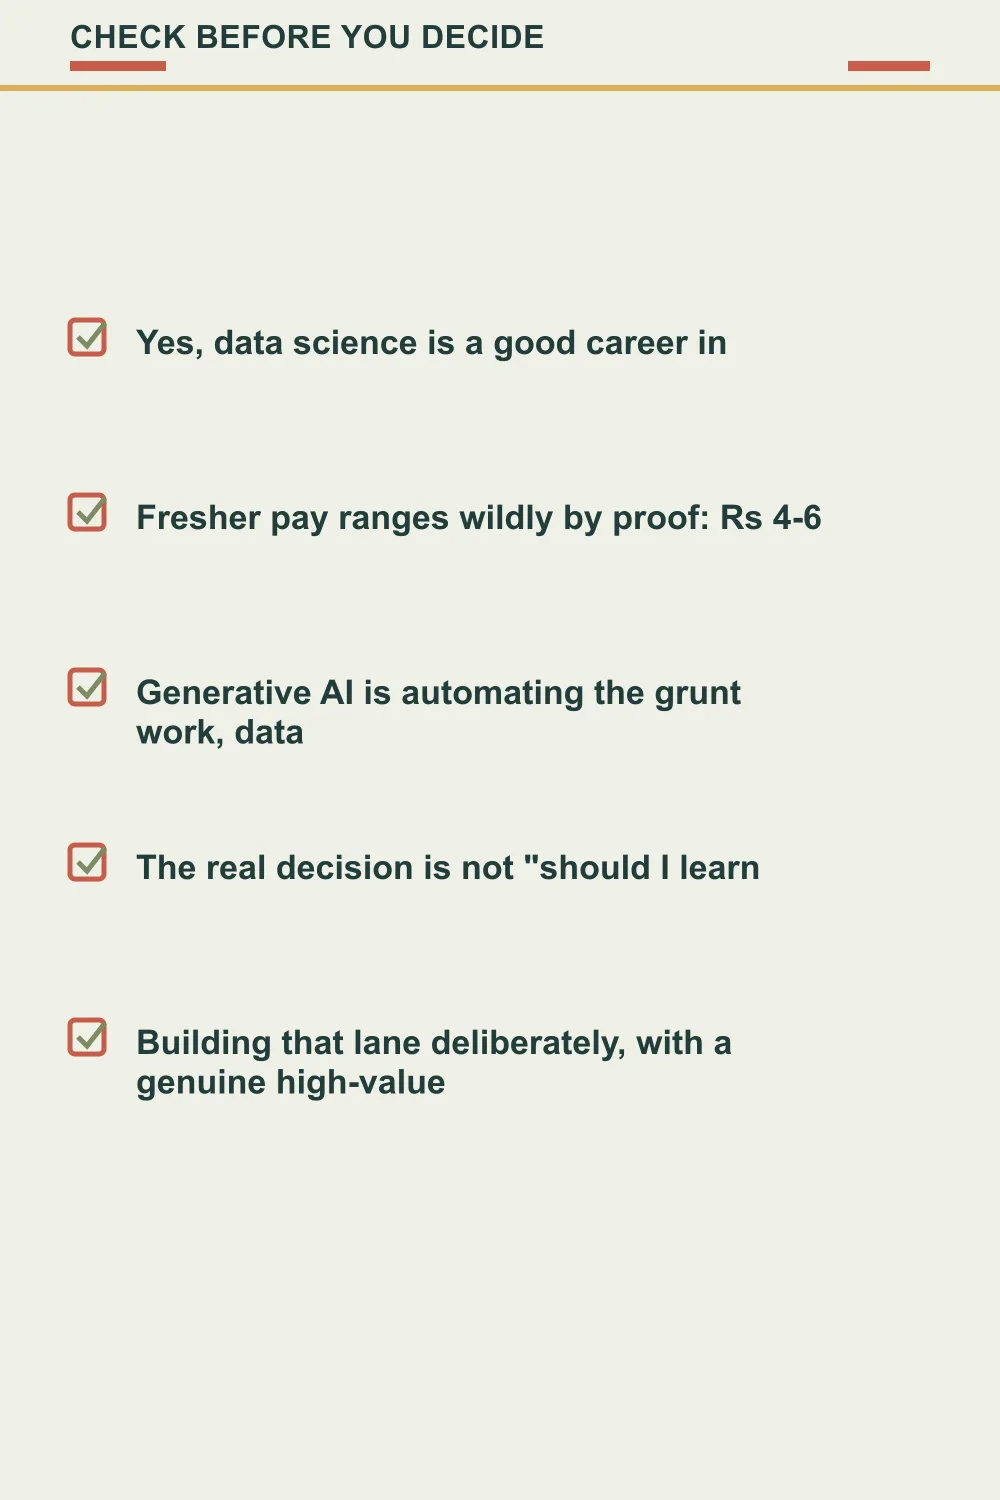 CHECK BEFORE YOU DECIDE
Yes, data science is a good career in
Fresher pay ranges wildly by proof: Rs 4-6
Generative AI is automating the grunt
work, data
The real decision is not "should I learn
Building that lane deliberately, with a
genuine high-value